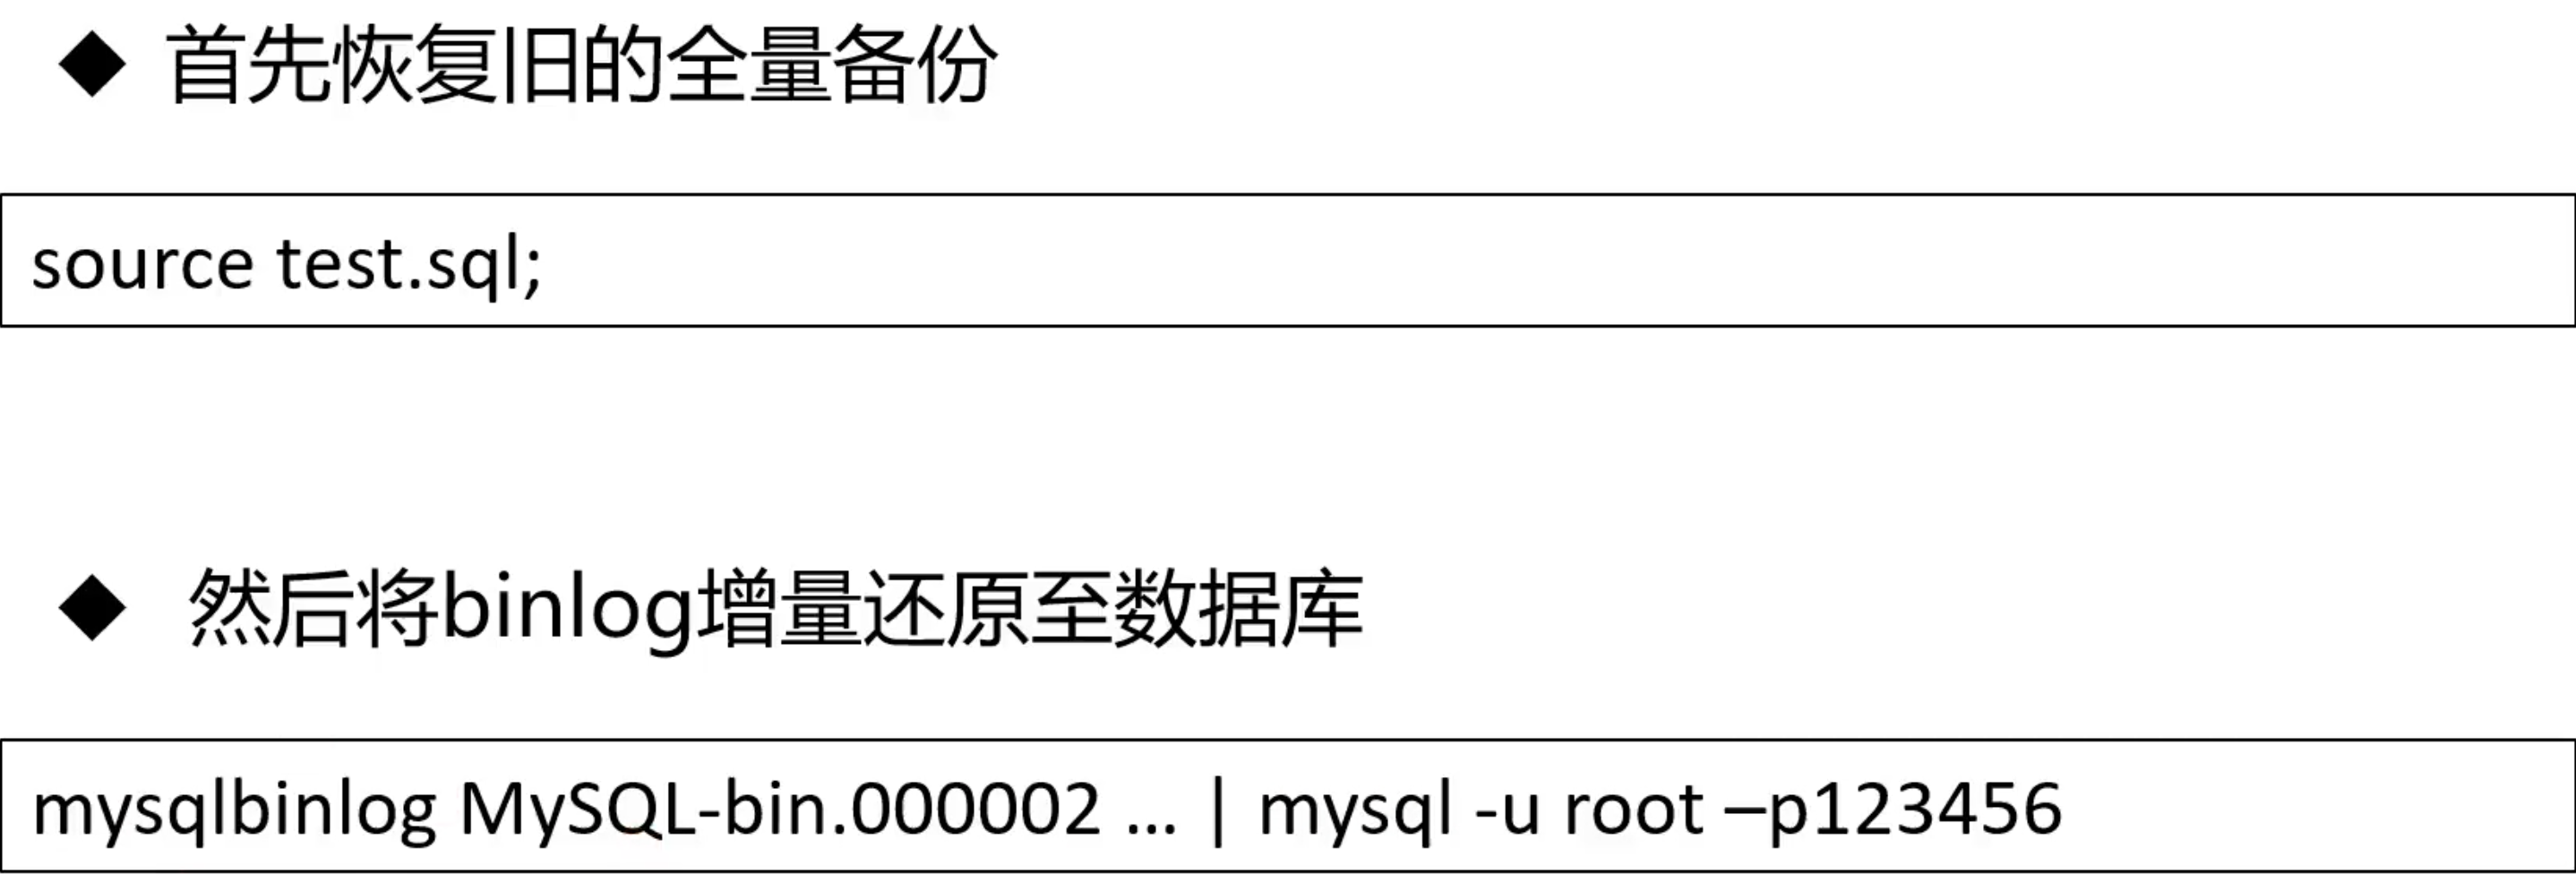 ◆ 首先恢复旧的全量备份
source test.sql;
◆ 然后将binlog增量还原至数据库
mysqlbinlog MySQL-bin.000002 ... | mysql -u root –p123456